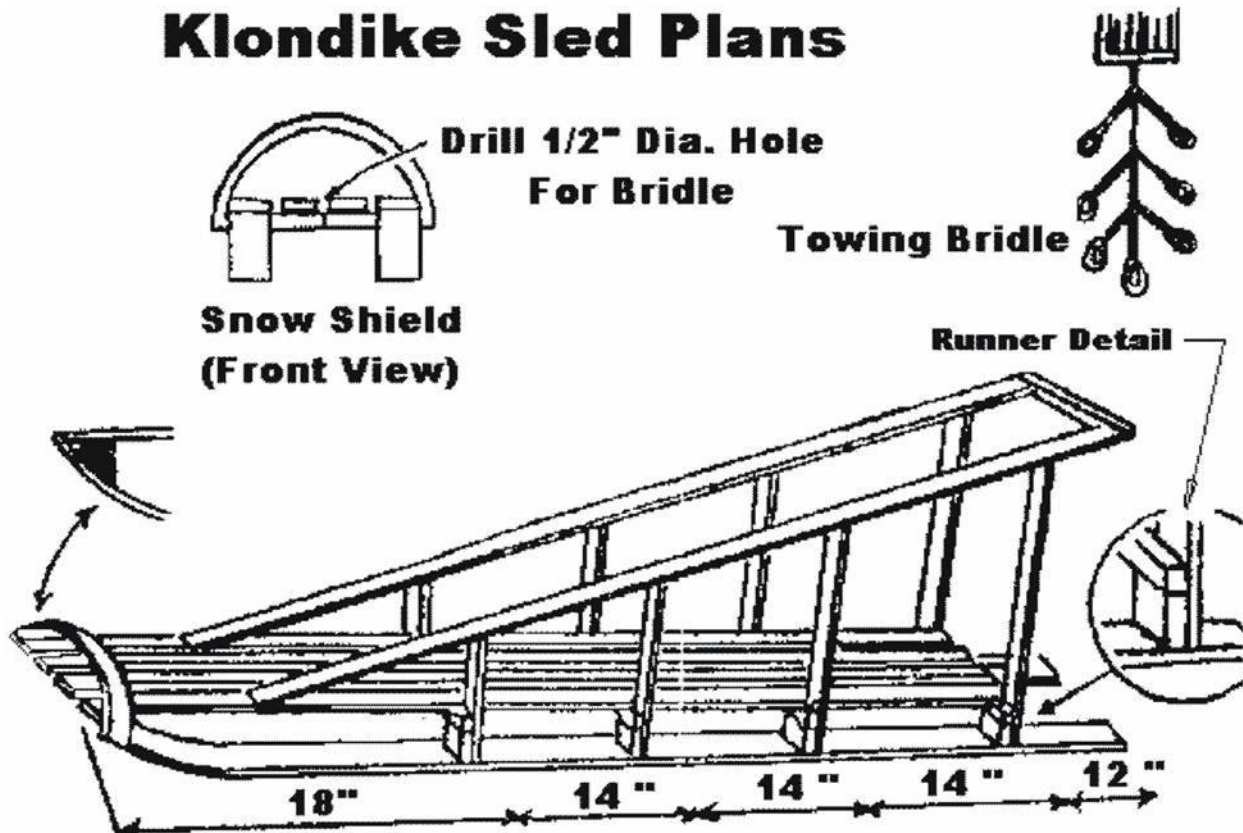 Klondike Sled Plans
Drill 1/2" Dia. Hole
For Bridle
Towing Bridle
Snow Shield
(Front View)
Runner Detail
18"
14 "
14 "
14 "
12 "